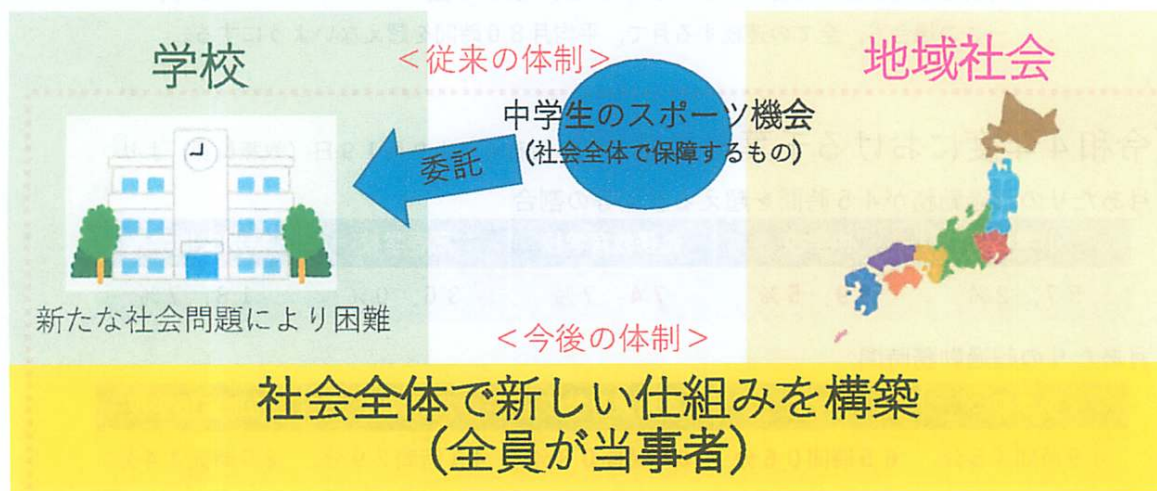 学校
<従来の体制>
地域社会
中学生のスポーツ機会
(社会全体で保障するもの)
委託
新たな社会問題により困難
<今後の体制>
社会全体で新しい仕組みを構築
(全員が当事者)